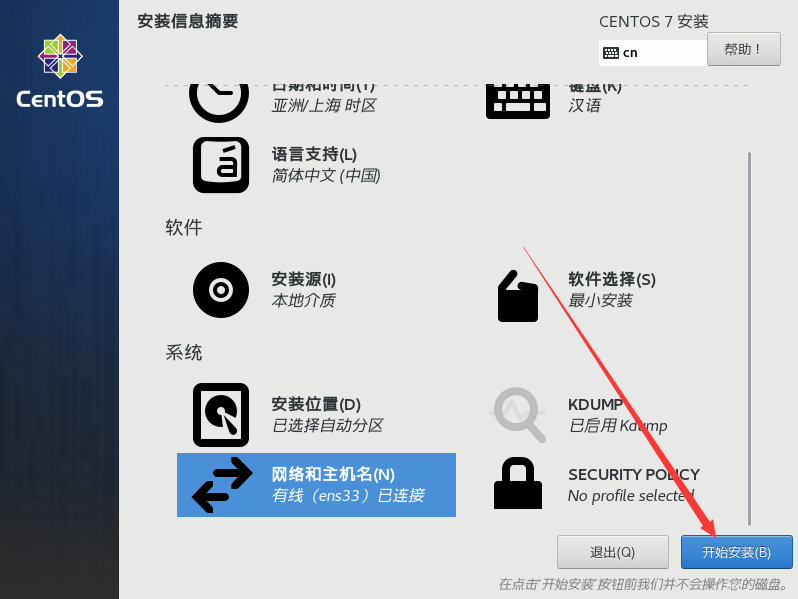 安装信息摘要
CENTOS 7 安装
cn
帮助！
CentOS
日期和时间(T)
亚洲/上海 时区
键盘(K)
汉语
语言支持(L)
简体中文 (中国)
软件
安装源(I)
本地介质
软件选择(S)
最小安装
系统
安装位置(D)
已选择自动分区
KDUMP
已启用 Kdump
网络和主机名(N)
有线（ens33）已连接
SECURITY POLICY
No profile selected
退出(Q)
开始安装(B)
在点击'开始安装'按钮前我们并不会操作您的磁盘。